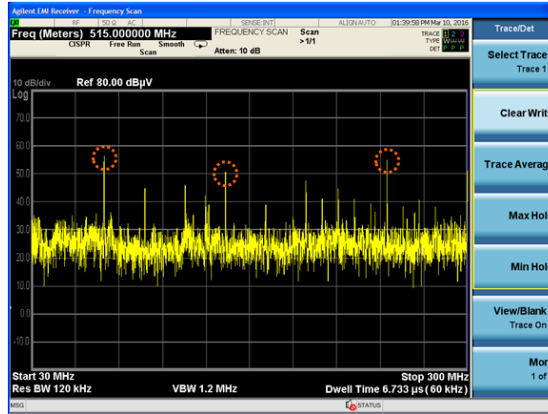 Agilent EMI Receiver - Frequency Scan
RF 50 Ω AC SENSE:INT ALIGN AUTO 01:39:58 PM Mar 10, 2016
Freq (Meters) 515.000000 MHz FREQUENCY SCAN Scan TRACE 1 2 3
CISPR Free Run Smooth >1/1 TYPE
Scan Atten: 10 dB DET P P P
Trace/Det
Select Trace
Trace 1
Clear Writ
Trace Averag
Max Hol
Min Hol
View/Blank
Trace On
Mor
1 of
10 dB/div Ref 80.00 dBµV
Log
70.0
60.0
50.0
40.0
30.0
20.0
10.0
0.0
-10.0
Start 30 MHz Stop 300 MHz
Res BW 120 kHz VBW 1.2 MHz Dwell Time 6.733 µs (60 kHz)
MSG STATUS